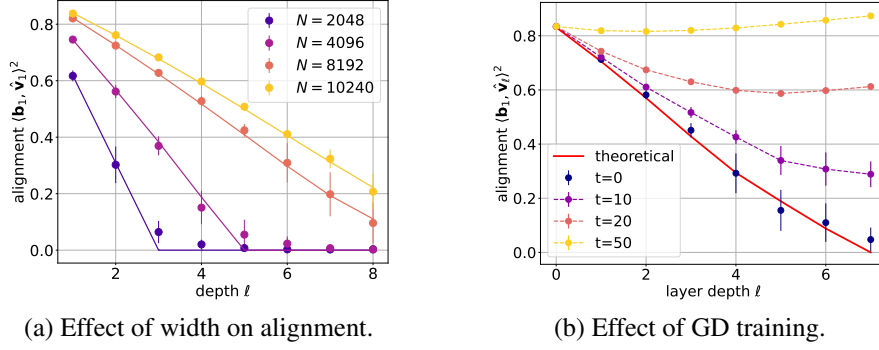 alignment ⟨b₁, v̂₁⟩²
0.8
0.6
0.4
0.2
0.0
2
4
6
8
depth ℓ
N = 2048
N = 4096
N = 8192
N = 10240
(a) Effect of width on alignment.
alignment ⟨b₁, v̂ℓ⟩²
1.0
0.8
0.6
0.4
0.2
0.0
0
2
4
6
layer depth ℓ
theoretical
t=0
t=10
t=20
t=50
(b) Effect of GD training.